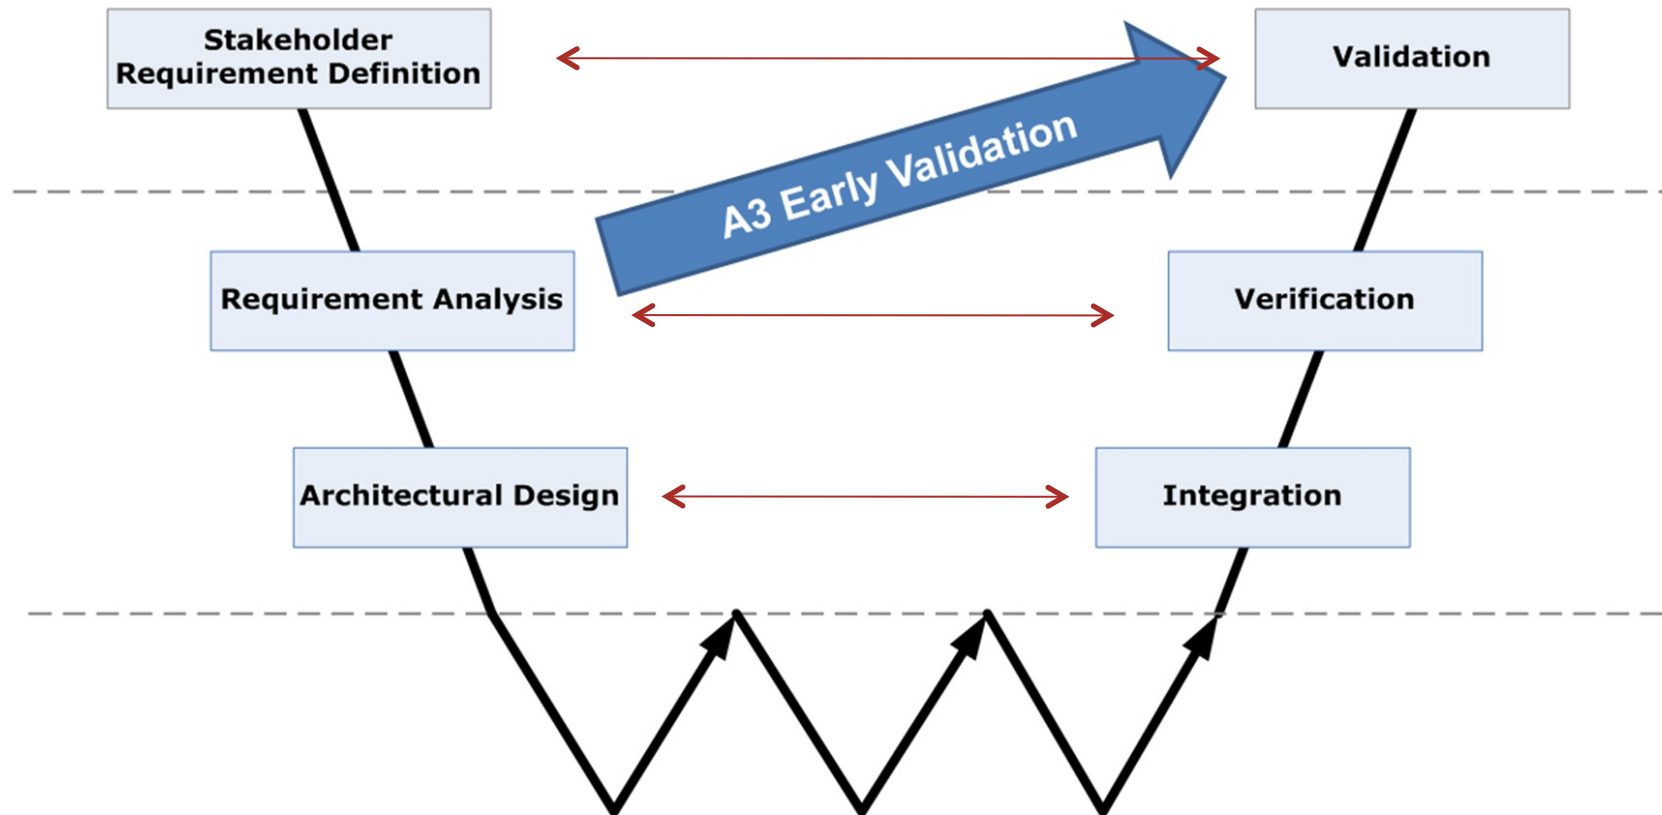 Stakeholder
Requirement Definition
Validation
A3 Early Validation
Requirement Analysis
Verification
Architectural Design
Integration